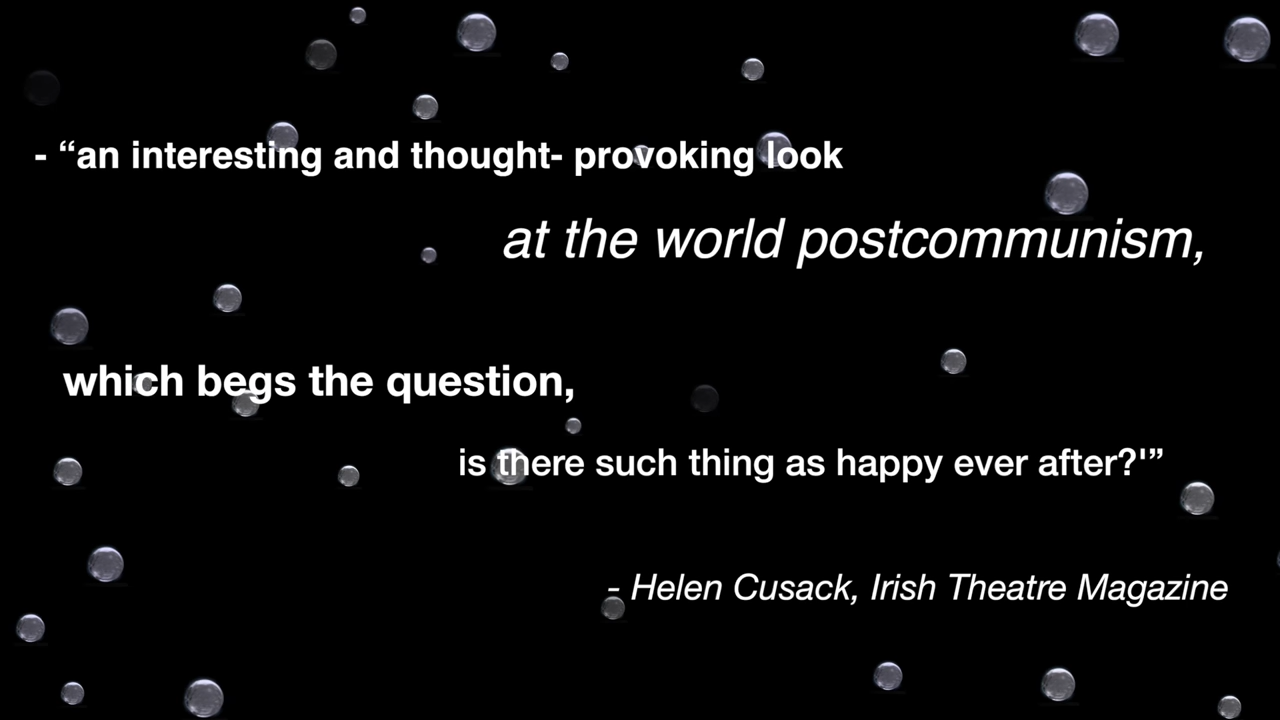 - “an interesting and thought- provoking look
at the world postcommunism,
which begs the question,
is there such thing as happy ever after?'”
- Helen Cusack, Irish Theatre Magazine